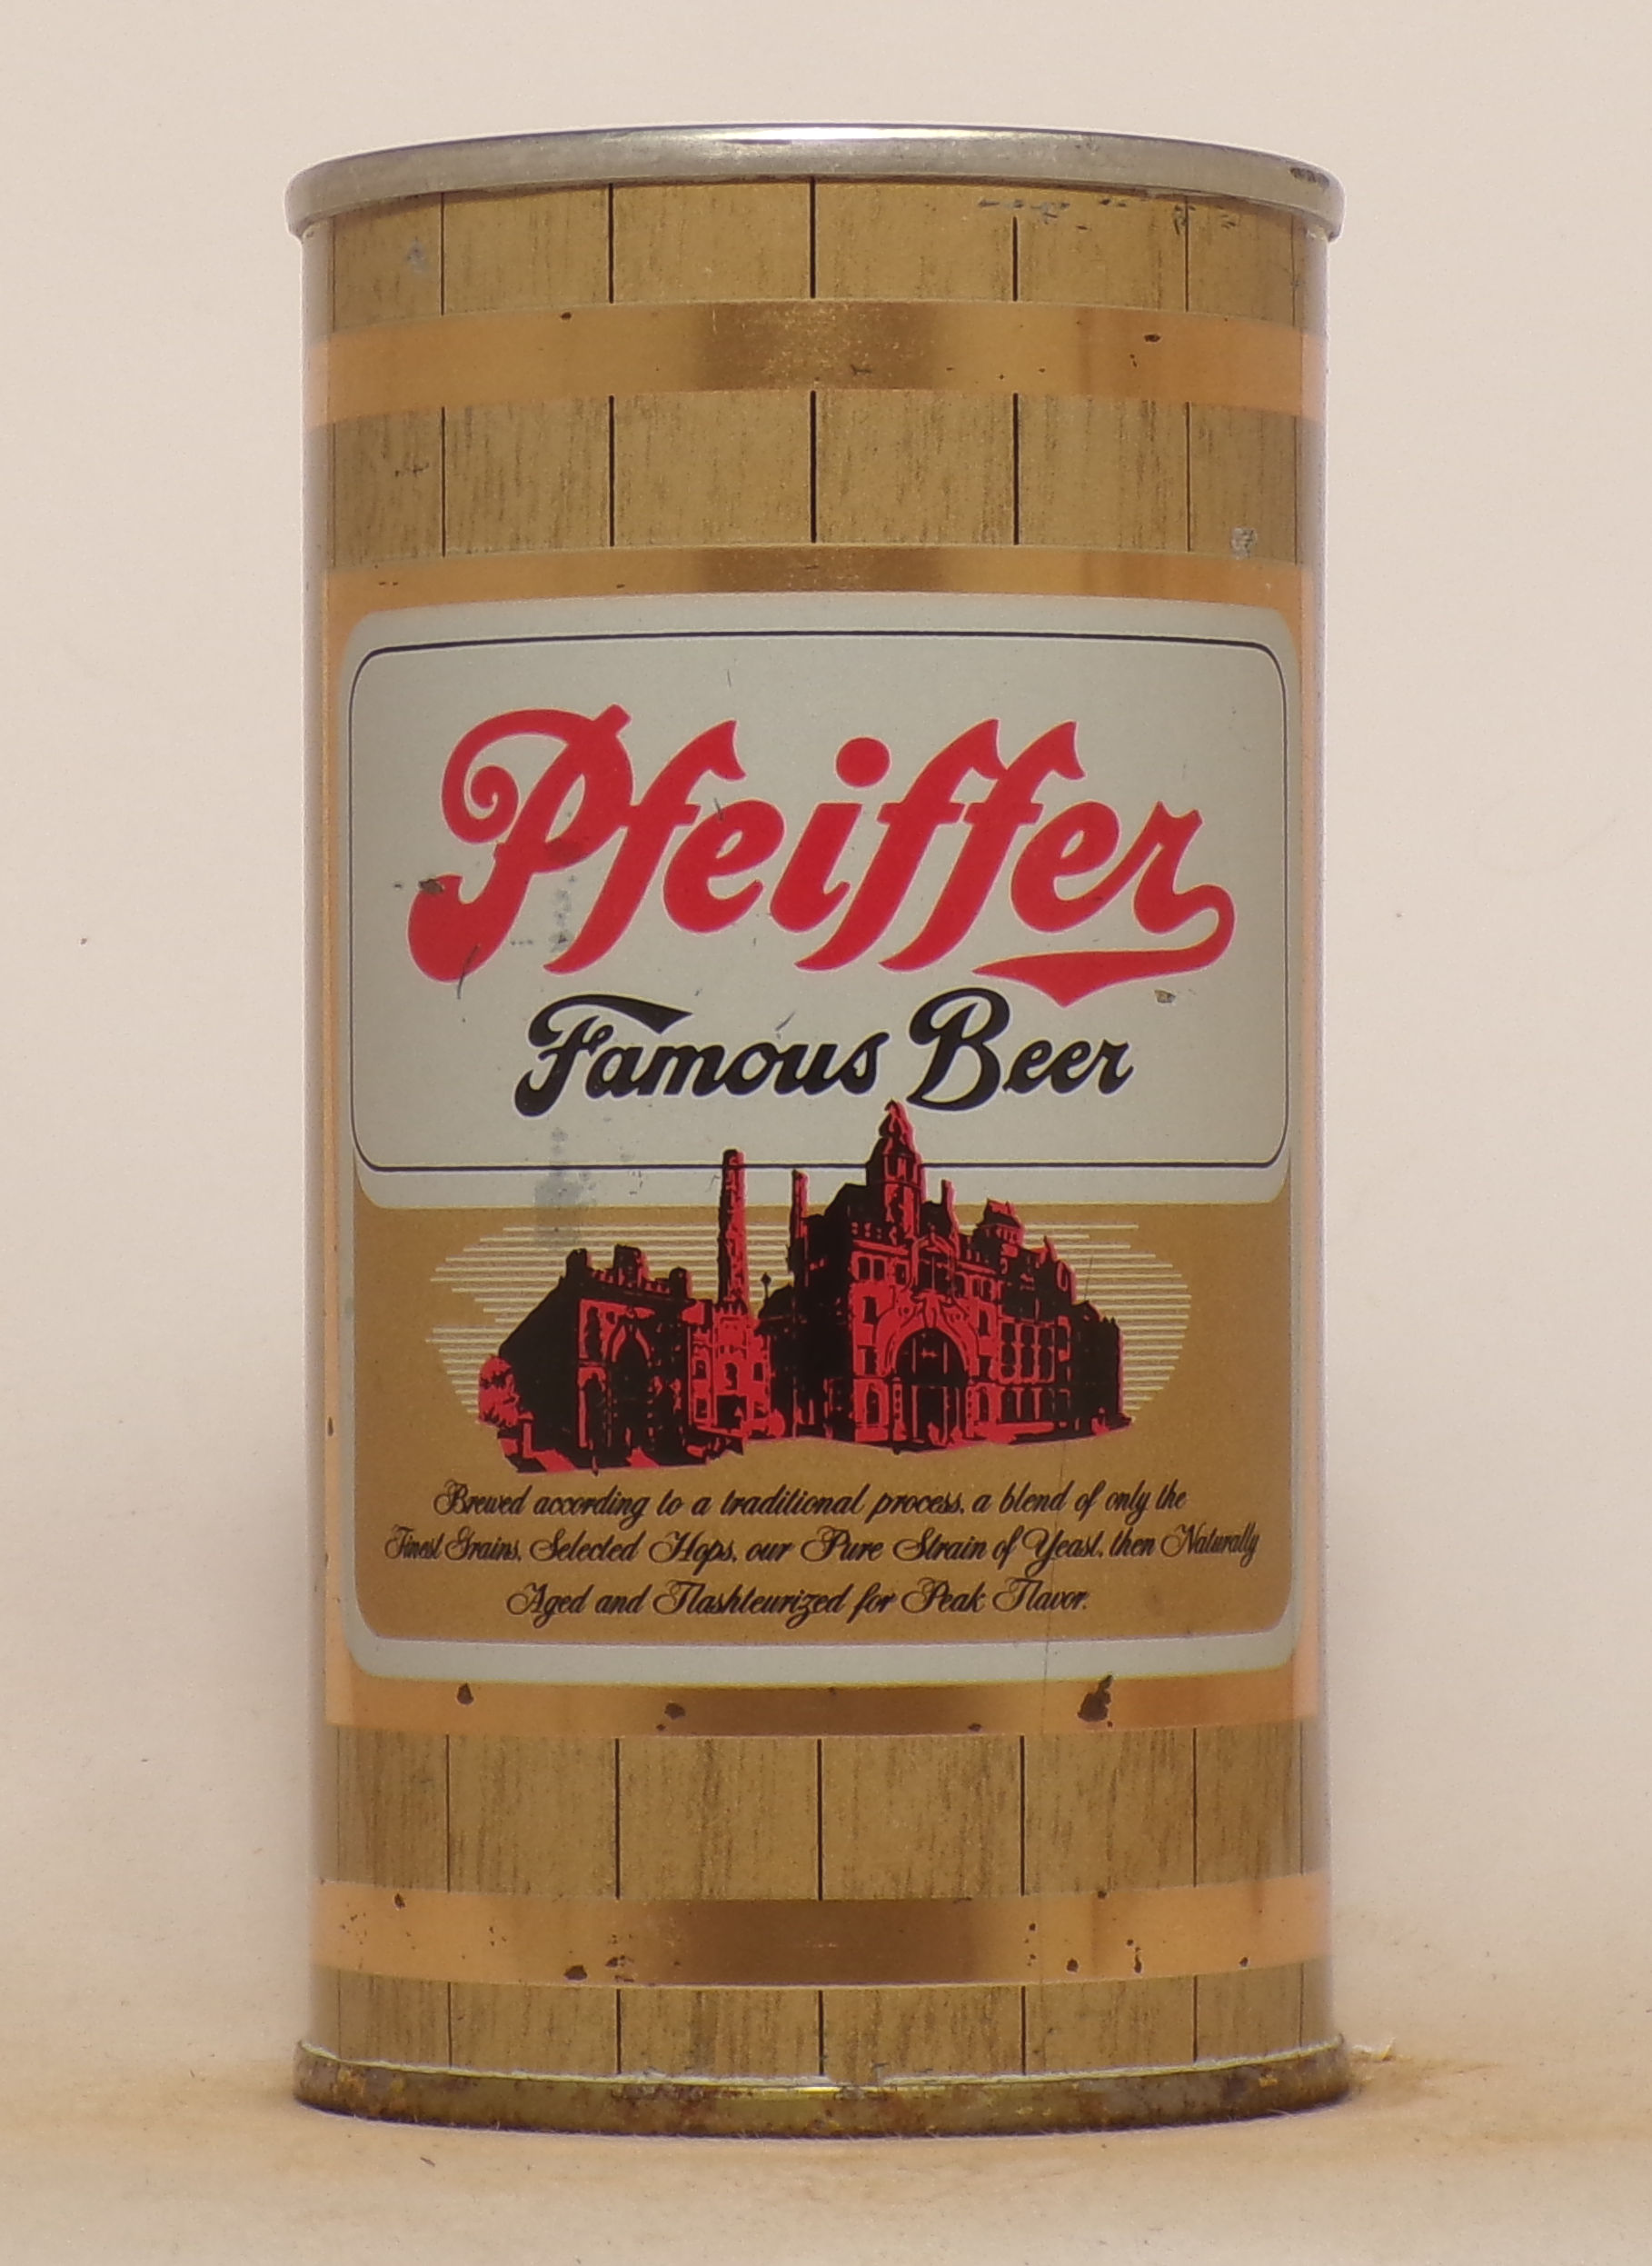 Pfeiffer
Famous Beer
Brewed according to a traditional process, a blend of only the
Finest Grains, Selected Hops, our Pure Strain of Yeast, then Naturally
Aged and Flashteurized for Peak Flavor.